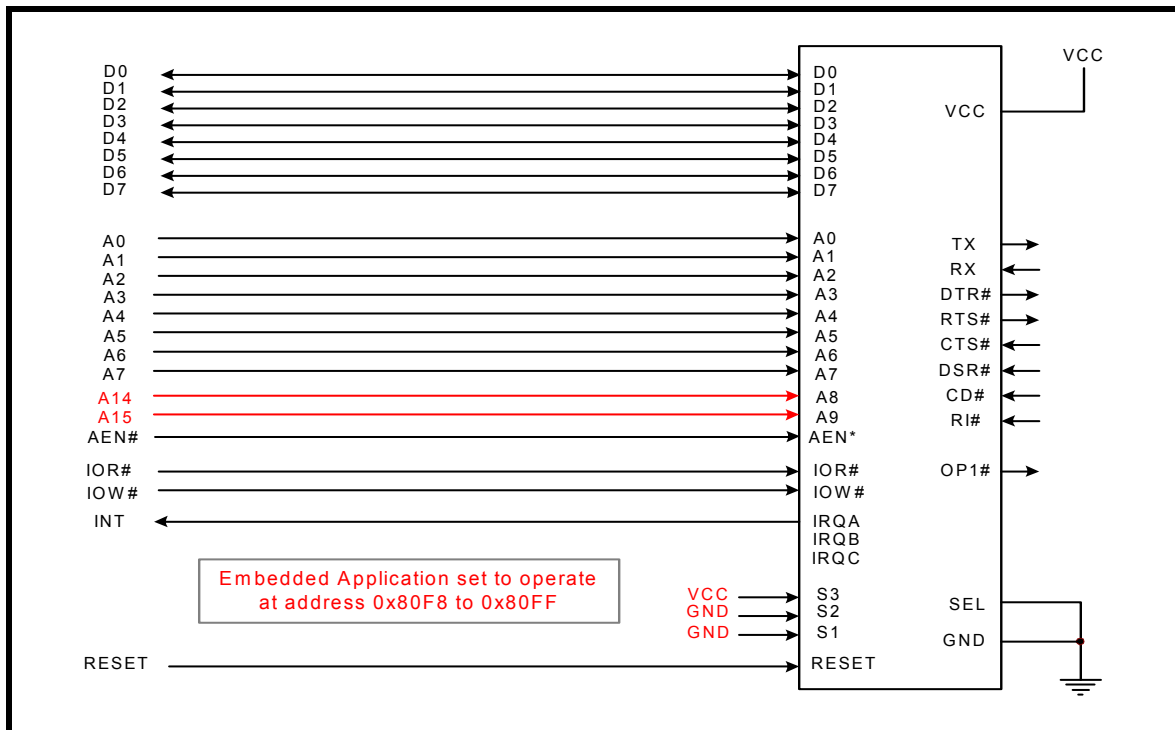 VCC
D0 D0
D1 D1
D2 D2
VCC
D3 D3
D4 D4
D5 D5
D6 D6
D7 D7
A0 A0 TX
A1 A1
A2 A2 RX
A3 A3 DTR#
A4 A4 RTS#
A5 A5 CTS#
A6 A6
A7 A7 DSR#
A14 A8 CD#
A15 A9 RI#
AEN# AEN*
IOR# IOR# OP1#
IOW# IOW#
INT IRQA
IRQB
IRQC
Embedded Application set to operate
at address 0x80F8 to 0x80FF
VCC S3 SEL
GND S2
GND S1 GND
RESET RESET